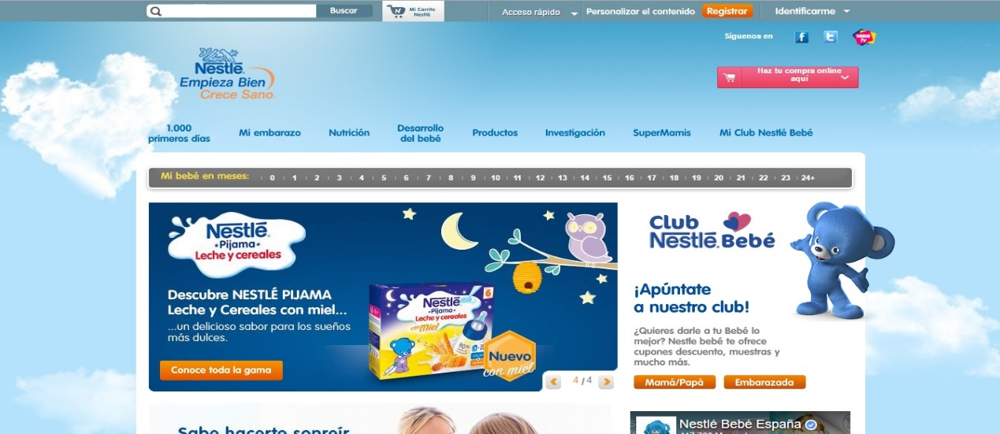 Buscar
Mi Carrito
Nestlé
Acceso rápido
Personalizar el contenido
Registrar
Identificarme
Síguenos en
Nestlé
Empieza Bien
Crece Sano.
Haz tu compra online
aquí
1.000
primeros días
Mi embarazo
Nutrición
Desarrollo
del bebé
Productos
Investigación
SuperMamis
Mi Club Nestlé Bebé
Mi bebé en meses:
0 1 2 3 4 5 6 7 8 9 10 11 12 13 14 15 16 17 18 19 20 21 22 23 24+
Nestlé
Pijama
Leche y cereales
Descubre NESTLÉ PIJAMA
Leche y Cereales con miel...
...un delicioso sabor para los sueños
más dulces.
Conoce toda la gama
Nestlé
Pijama
Leche y cereales
con miel
6
Nuevo
con miel
4 / 4
Club
Nestlé Bebé
¡Apúntate
a nuestro club!
¿Quieres darle a tu Bebé lo
mejor? Nestle bebé te ofrece
cupones descuento, muestras y
mucho más.
Mamá/Papá
Embarazada
Sabe hacerte sonreír
Nestlé Bebé España